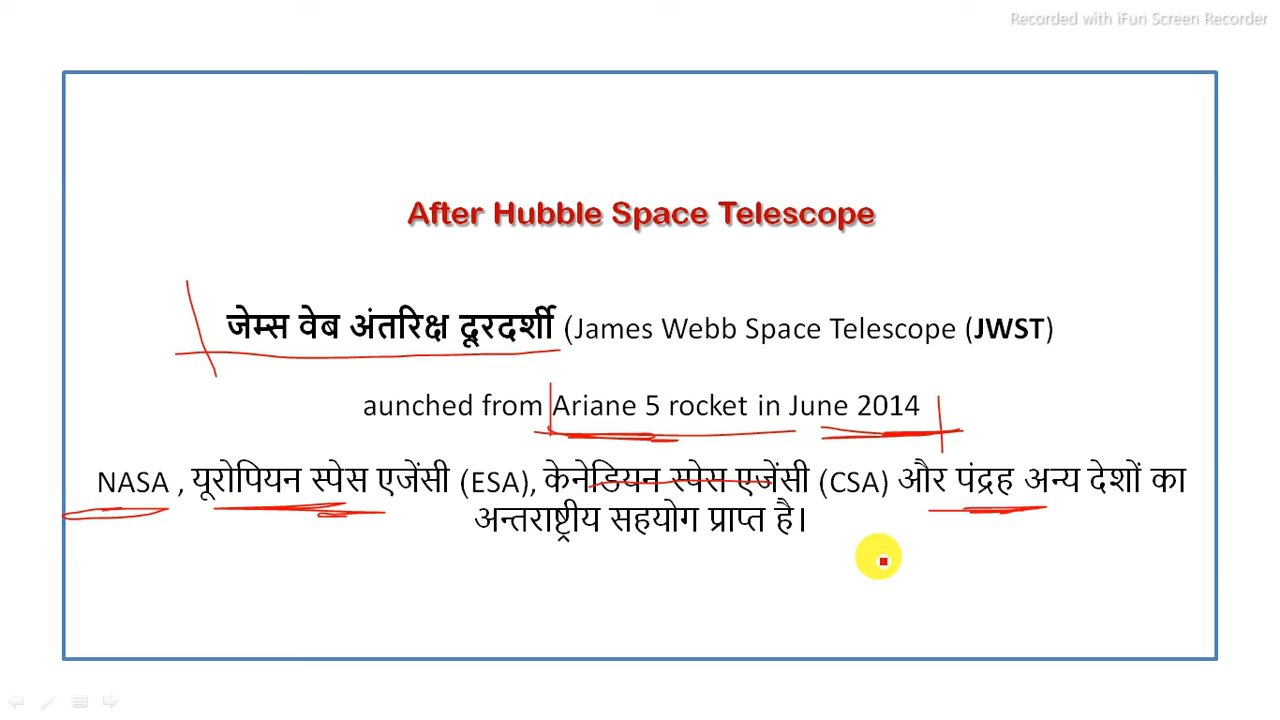 Recorded with iFun Screen Recorder
After Hubble Space Telescope
जेम्स वेब अंतरिक्ष दूरदर्शी (James Webb Space Telescope (JWST)
aunched from Ariane 5 rocket in June 2014
NASA , यूरोपियन स्पेस एजेंसी (ESA), केनेडियन स्पेस एजेंसी (CSA) और पंद्रह अन्य देशों का
अन्तराष्ट्रीय सहयोग प्राप्त है।